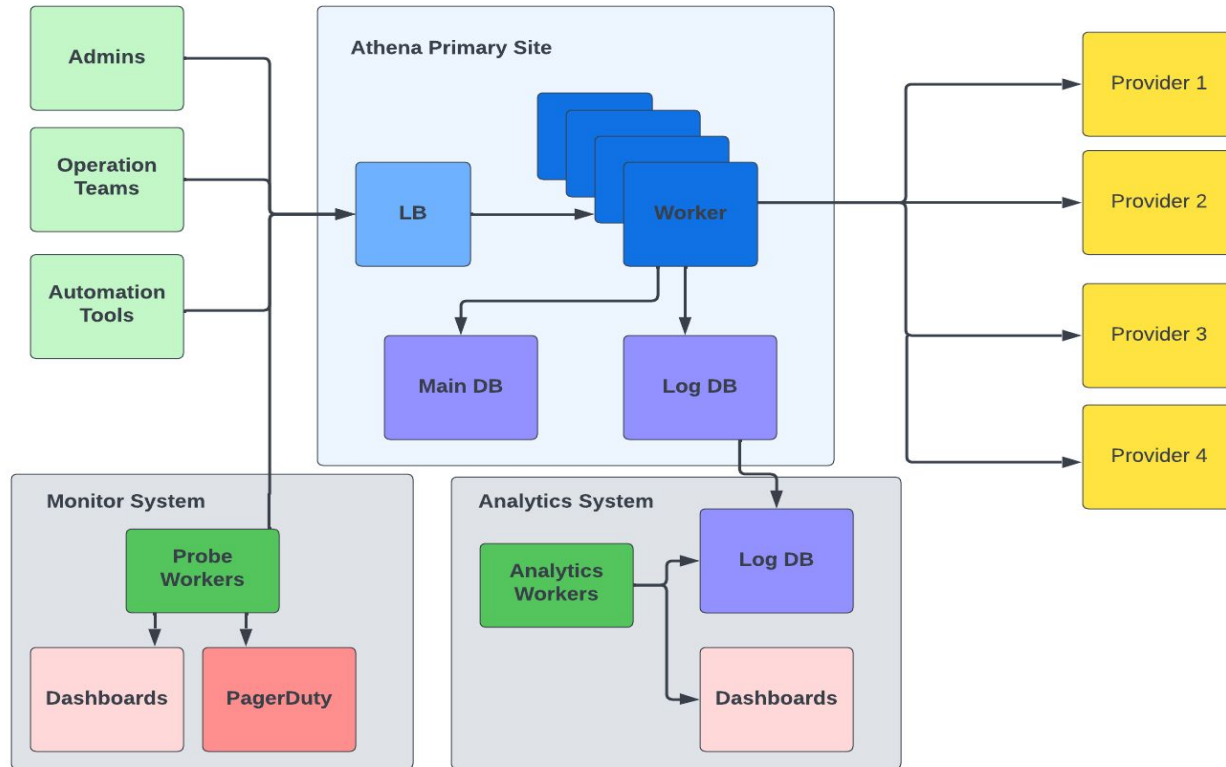 Admins
Operation
Teams
Automation
Tools
Athena Primary Site
LB
Worker
Main DB
Log DB
Provider 1
Provider 2
Provider 3
Provider 4
Monitor System
Probe
Workers
Dashboards
PagerDuty
Analytics System
Analytics
Workers
Log DB
Dashboards